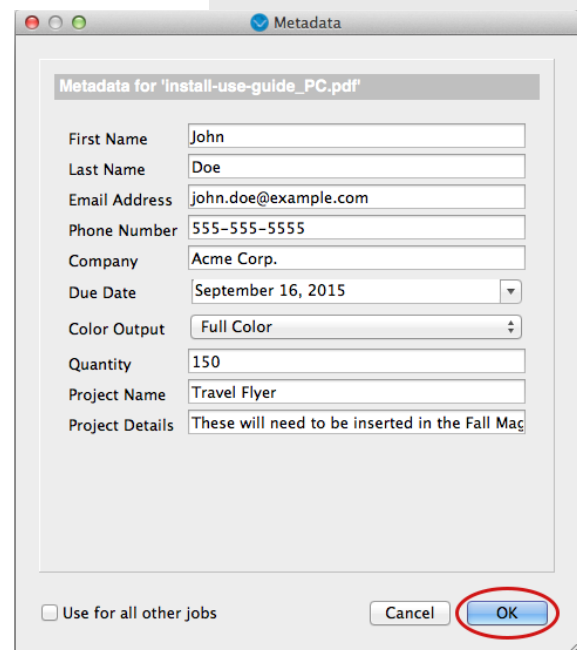 Metadata
Metadata for 'Install-use-guide_PC.pdf'
First Name John
Last Name Doe
Email Address john.doe@example.com
Phone Number 555-555-5555
Company Acme Corp.
Due Date September 16, 2015
Color Output Full Color
Quantity 150
Project Name Travel Flyer
Project Details These will need to be inserted in the Fall Mag
Use for all other jobs Cancel OK